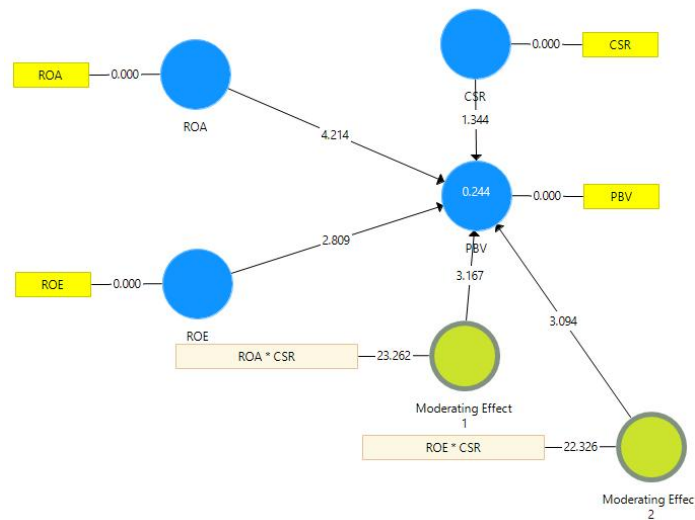 CSR
0.000
CSR
ROA
0.000
ROA
1.344
4.214
0.244
0.000
PBV
PBV
2.809
3.167
ROE
0.000
ROE
3.094
ROA * CSR
23.262
Moderating Effect
1
ROE * CSR
22.326
Moderating Effec
2